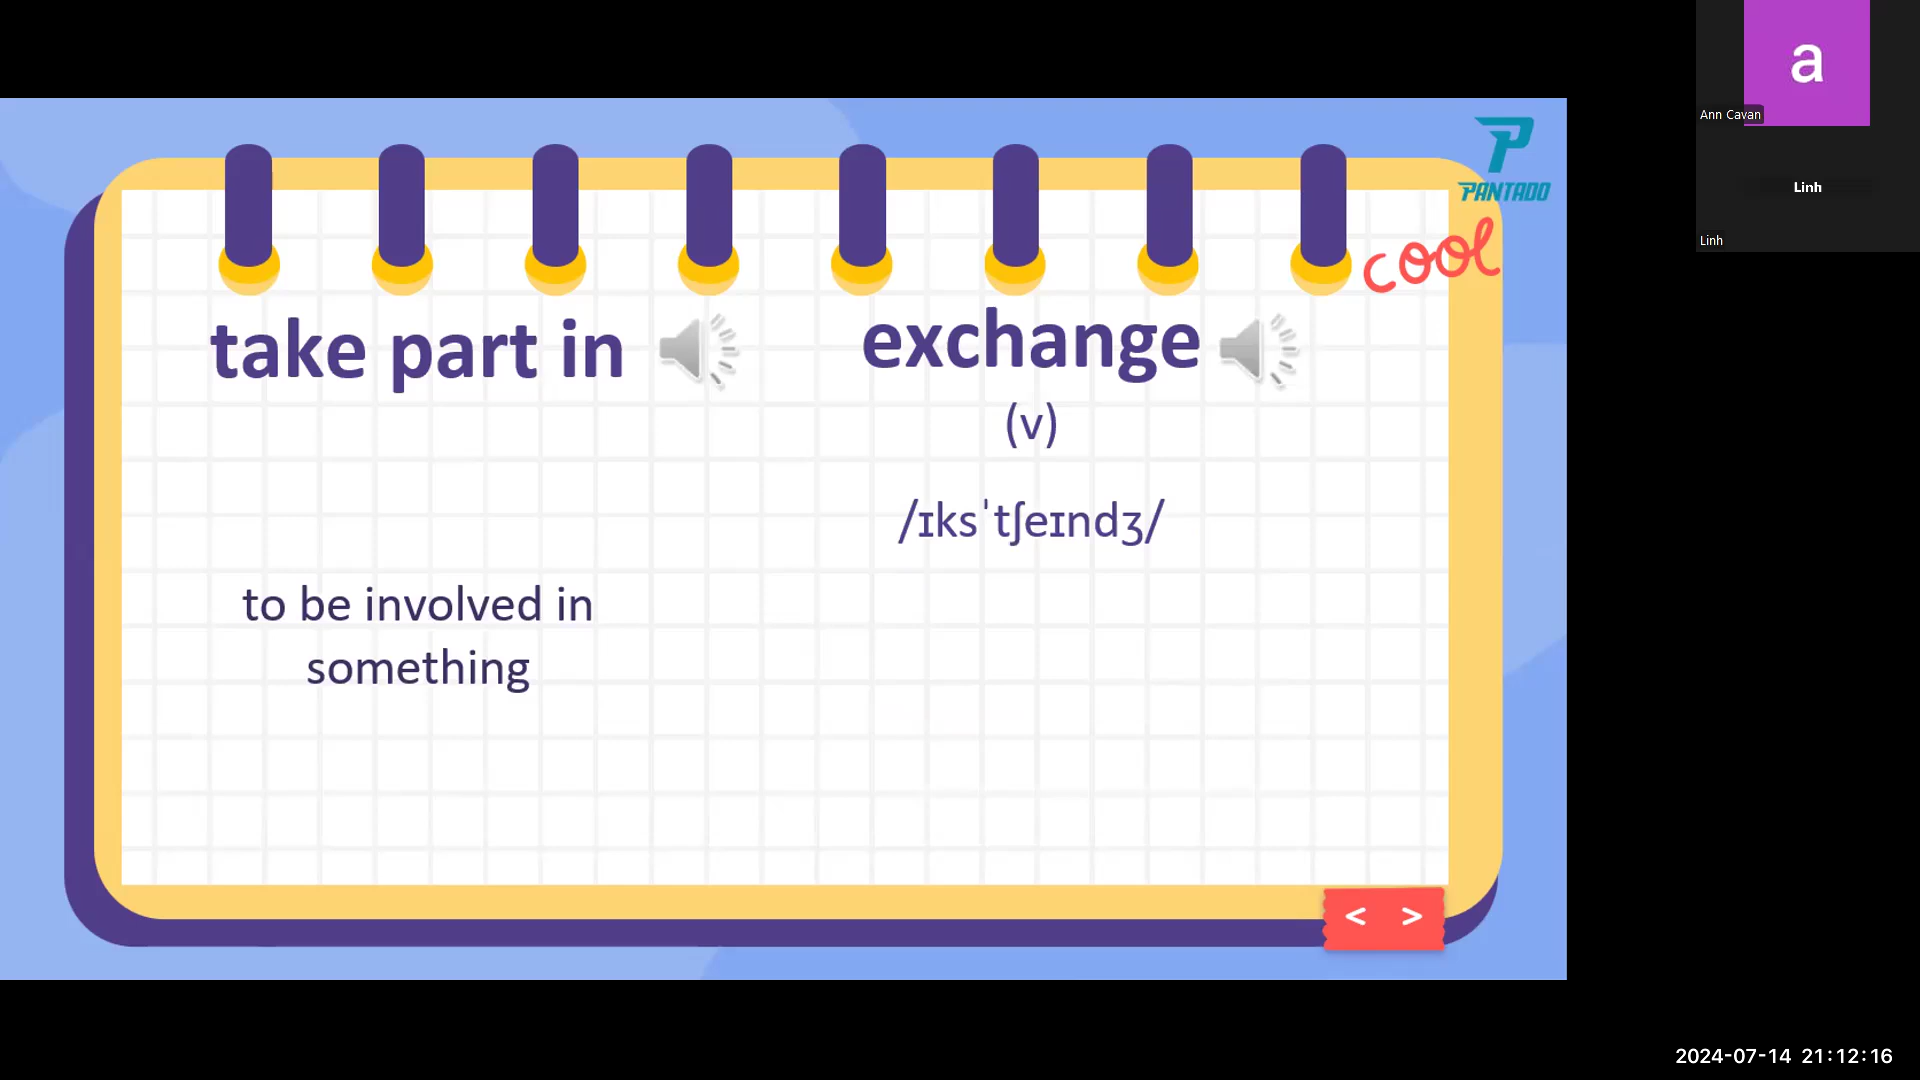 a
Ann Cavan
Linh
Linh
PANTADO
cool
take part in
to be involved in
something
exchange
(v)
/ɪksˈtʃeɪndʒ/
< >
2024-07-14 21:12:16